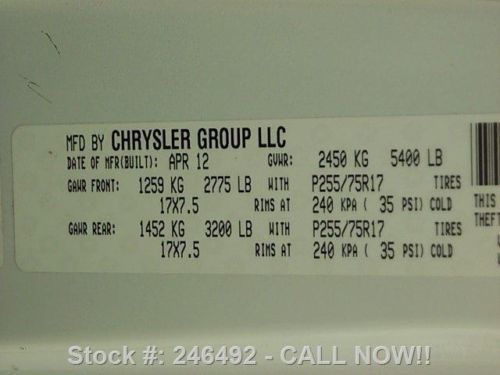 MFD BY CHRYSLER GROUP LLC
DATE OF MFR(BUILT): APR 12 GVWR: 2450 KG 5400 LB
GAWR FRONT: 1259 KG 2775 LB WITH P255/75R17 TIRES
17X7.5 RIMS AT 240 KPA ( 35 PSI) COLD
GAWR REAR: 1452 KG 3200 LB WITH P255/75R17 TIRES
17X7.5 RIMS AT 240 KPA ( 35 PSI) COLD
THIS
THEFT
Stock #: 246492 - CALL NOW!!